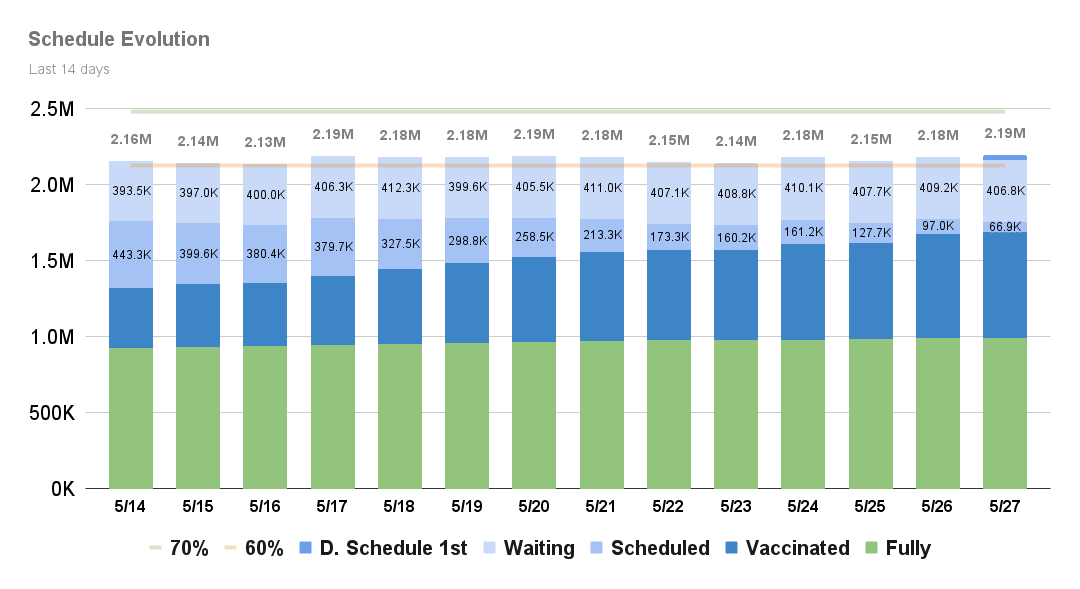 Schedule Evolution
Last 14 days
2.5M
2.16M 2.14M 2.13M 2.19M 2.18M 2.18M 2.19M 2.18M 2.15M 2.14M 2.18M 2.15M 2.18M 2.19M
2.0M
393.5K 397.0K 400.0K 406.3K 412.3K 399.6K 405.5K 411.0K 407.1K 408.8K 410.1K 407.7K 409.2K 406.8K
443.3K 399.6K 380.4K 379.7K 327.5K 298.8K 258.5K 213.3K 173.3K 160.2K 161.2K 127.7K 97.0K 66.9K
1.5M
1.0M
500K
0K
5/14 5/15 5/16 5/17 5/18 5/19 5/20 5/21 5/22 5/23 5/24 5/25 5/26 5/27
70% 60% D. Schedule 1st Waiting Scheduled Vaccinated Fully